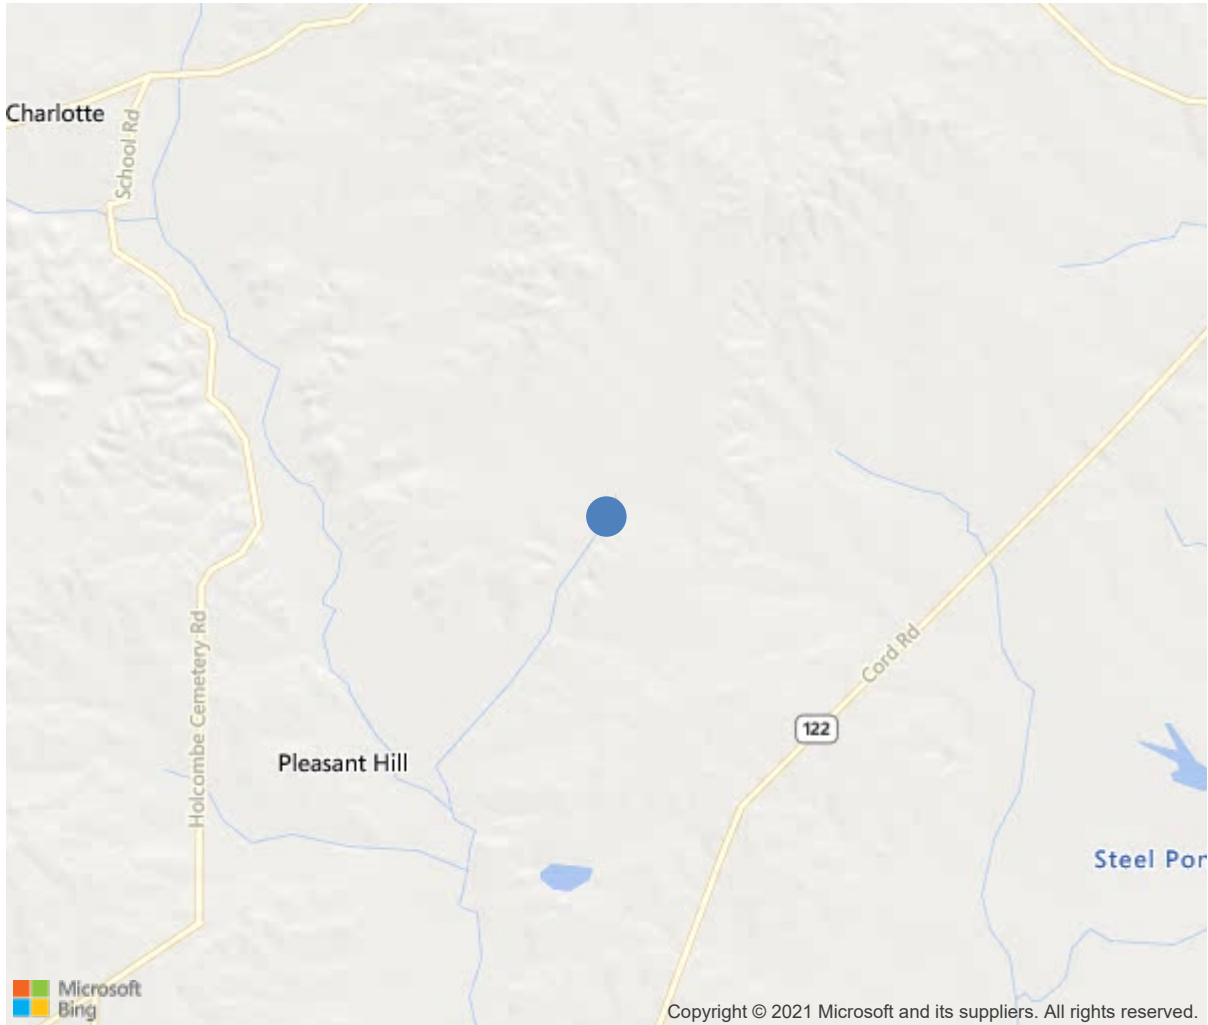 Charlotte
School Rd
Holcombe Cemetery Rd
Cord Rd
122
Pleasant Hill
Steel Pon
Microsoft
Bing
Copyright © 2021 Microsoft and its suppliers. All rights reserved.